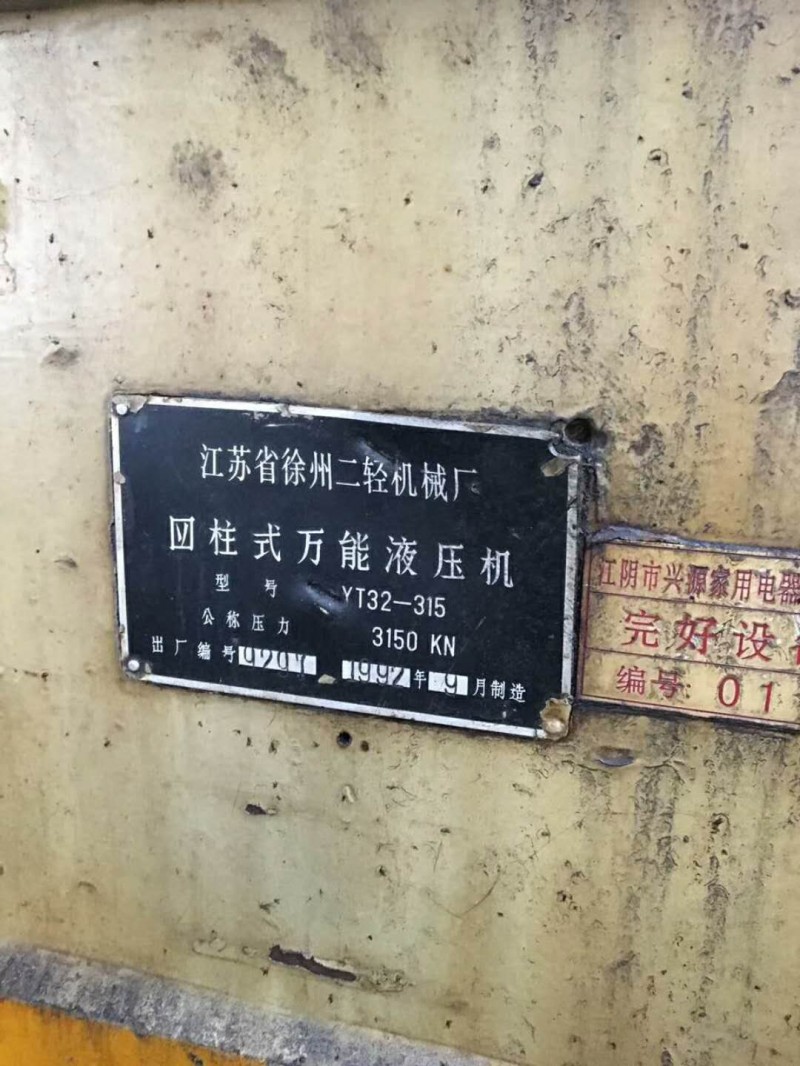 江苏省徐州二轻机械厂
四柱式万能液压机
型号 YT32-315
公称压力 3150 KN
出厂编号 1992年9月制造
江阴市兴源家用电器
完好设
编号:01